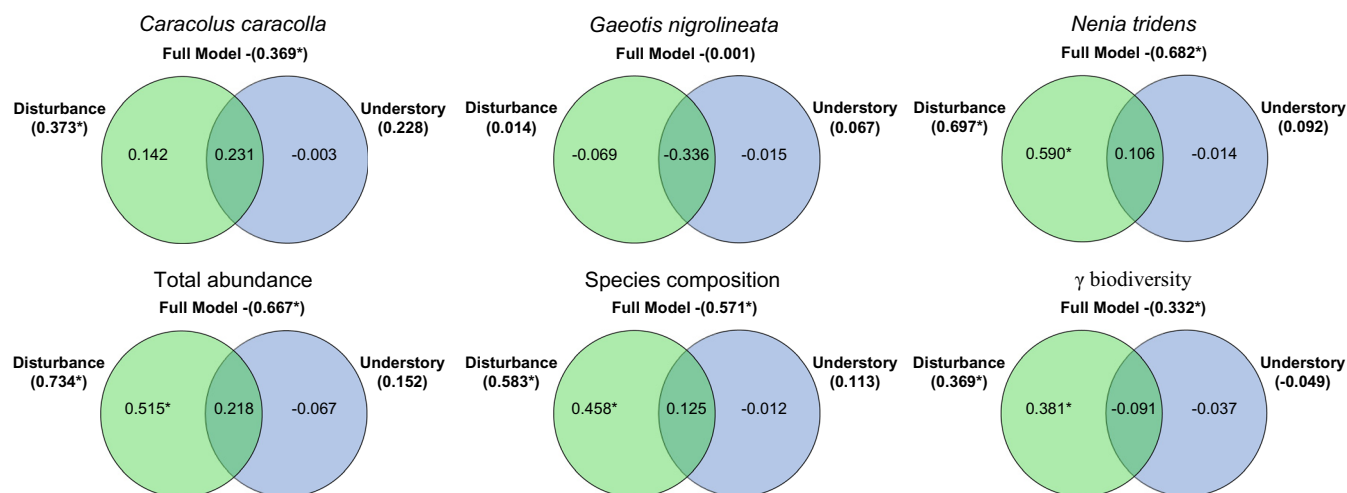 Caracolus caracolla
Full Model -(0.369*)
Disturbance
(0.373*)
Understory
(0.228)
0.142
0.231
-0.003
Gaeotis nigrolineata
Full Model -(0.001)
Disturbance
(0.014)
Understory
(0.067)
-0.069
-0.336
-0.015
Nenia tridens
Full Model -(0.682*)
Disturbance
(0.697*)
Understory
(0.092)
0.590*
0.106
-0.014
Total abundance
Full Model -(0.667*)
Disturbance
(0.734*)
Understory
(0.152)
0.515*
0.218
-0.067
Species composition
Full Model -(0.571*)
Disturbance
(0.583*)
Understory
(0.113)
0.458*
0.125
-0.012
γ biodiversity
Full Model -(0.332*)
Disturbance
(0.369*)
Understory
(-0.049)
0.381*
-0.091
-0.037